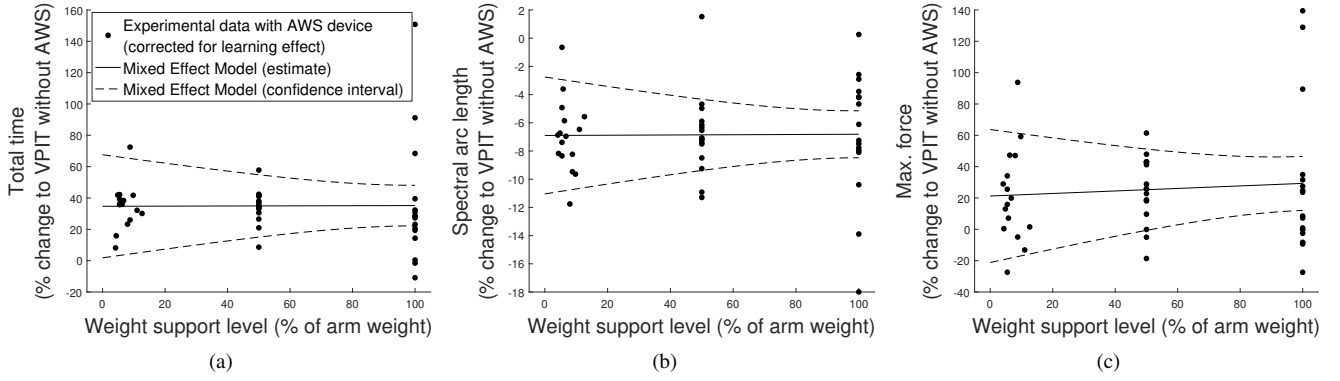 Experimental data with AWS device
(corrected for learning effect)
Mixed Effect Model (estimate)
Mixed Effect Model (confidence interval)
Total time
(% change to VPIT without AWS)
160
140
120
100
80
60
40
20
0
-20
0 20 40 60 80 100
Weight support level (% of arm weight)
(a)
Spectral arc length
(% change to VPIT without AWS)
2
0
-2
-4
-6
-8
-10
-12
-14
-16
-18
0 20 40 60 80 100
Weight support level (% of arm weight)
(b)
Max. force
(% change to VPIT without AWS)
140
120
100
80
60
40
20
0
-20
-40
0 20 40 60 80 100
Weight support level (% of arm weight)
(c)